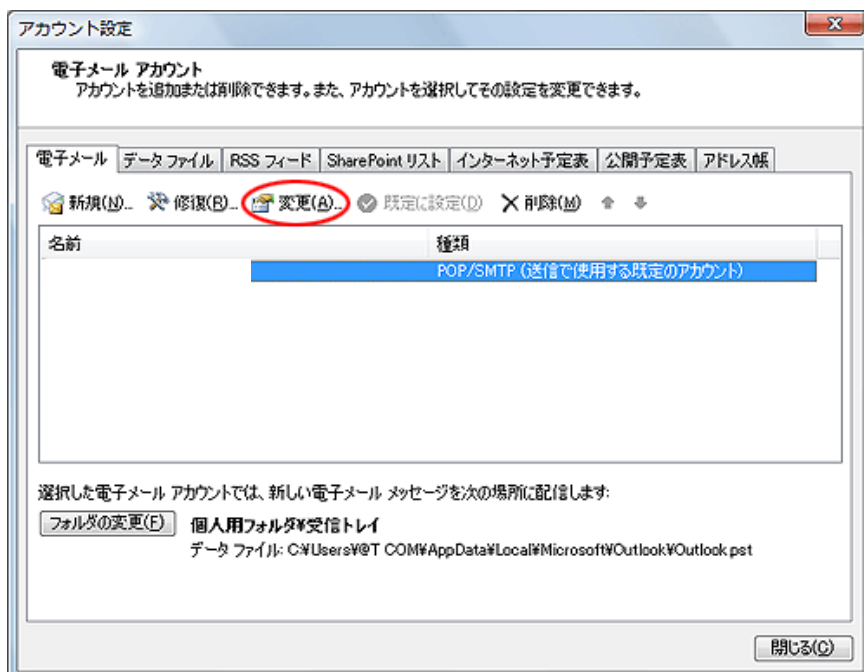 アカウント設定
電子メール アカウント
アカウントを追加または削除できます。また、アカウントを選択してその設定を変更できます。
電子メール データ ファイル RSS フィード SharePoint リスト インターネット予定表 公開予定表 アドレス帳
新規(N)... 修復(R)... 変更(A)... 既定に設定(D) 削除(M)
名前 種類
POP/SMTP (送信で使用する既定のアカウント)
選択した電子メール アカウントでは、新しい電子メール メッセージを次の場所に配信します:
フォルダの変更(F) 個人用フォルダ¥受信トレイ
データ ファイル: C:¥Users¥@T COM¥AppData¥Local¥Microsoft¥Outlook¥Outlook.pst
閉じる(C)